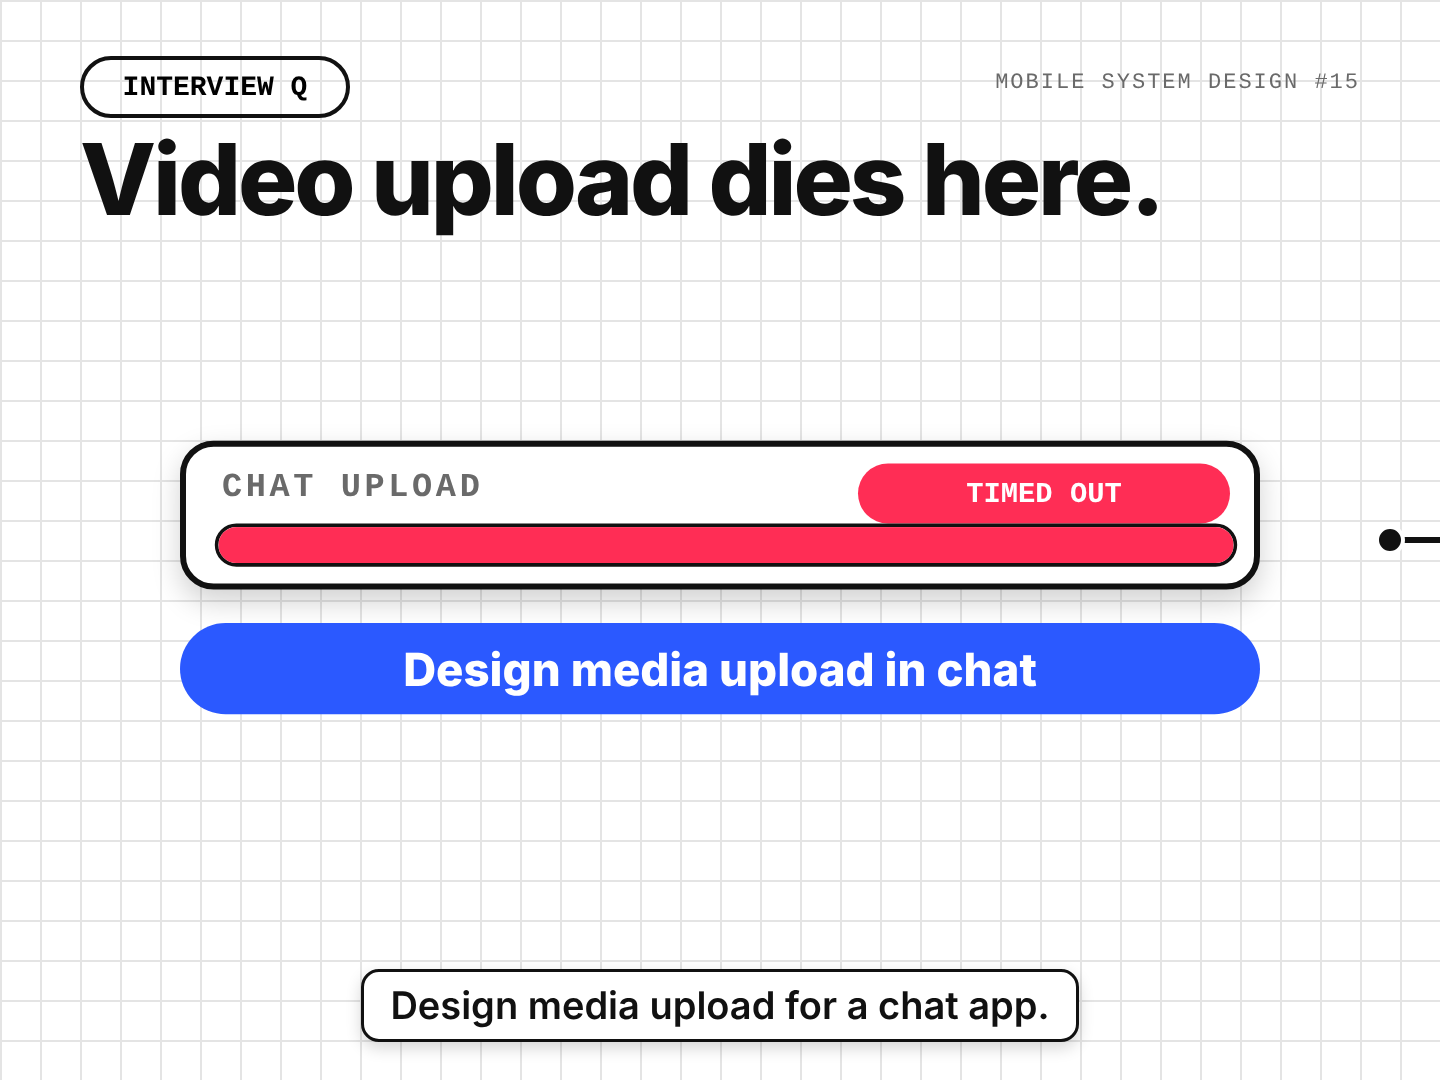 INTERVIEW Q
MOBILE SYSTEM DESIGN #15
Video upload dies here.
CHAT UPLOAD
TIMED OUT
Design media upload in chat
Design media upload for a chat app.